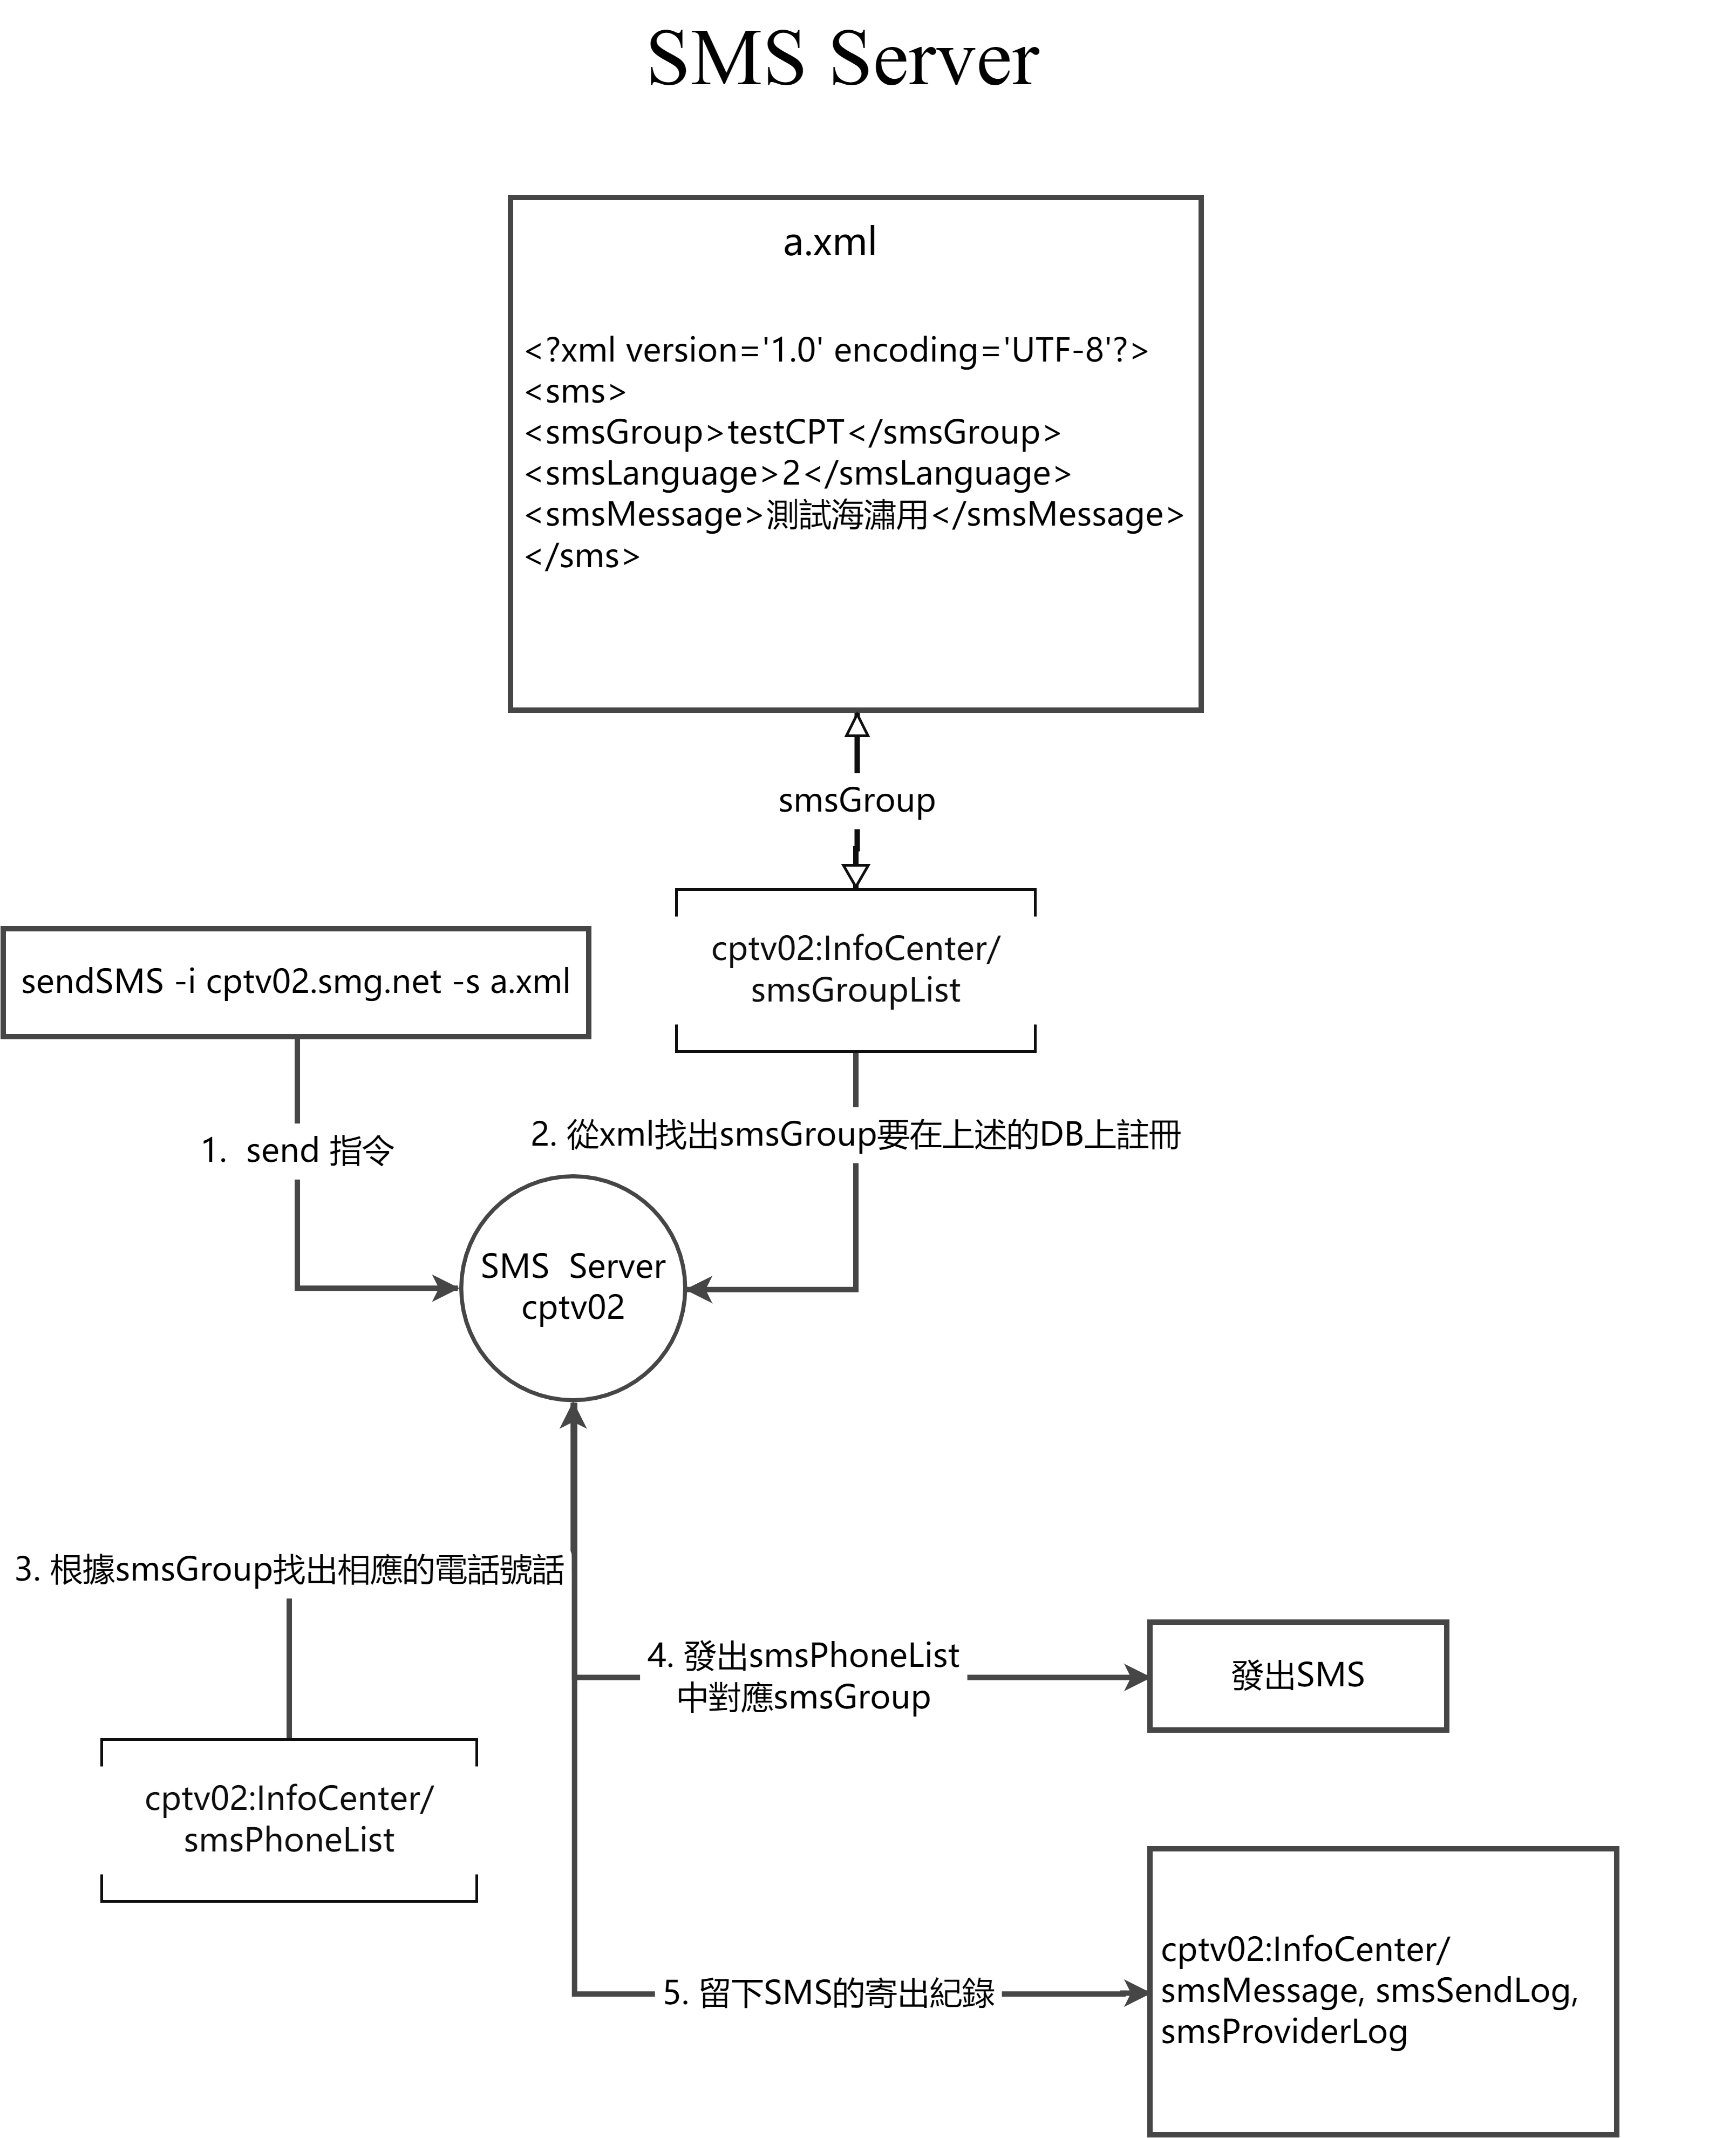 SMS Server
a.xml
<?xml version='1.0' encoding='UTF-8'?>
<sms>
<smsGroup>testCPT</smsGroup>
<smsLanguage>2</smsLanguage>
<smsMessage>測試海潚用</smsMessage>
</sms>
smsGroup
cptv02:InfoCenter/
smsGroupList
sendSMS -i cptv02.smg.net -s a.xml
1. send 指令
2. 從xml找出smsGroup要在上述的DB上註冊
SMS Server
cptv02
3. 根據smsGroup找出相應的電話號話
4. 發出smsPhoneList
中對應smsGroup
發出SMS
cptv02:InfoCenter/
smsPhoneList
5. 留下SMS的寄出紀錄
cptv02:InfoCenter/
smsMessage, smsSendLog,
smsProviderLog